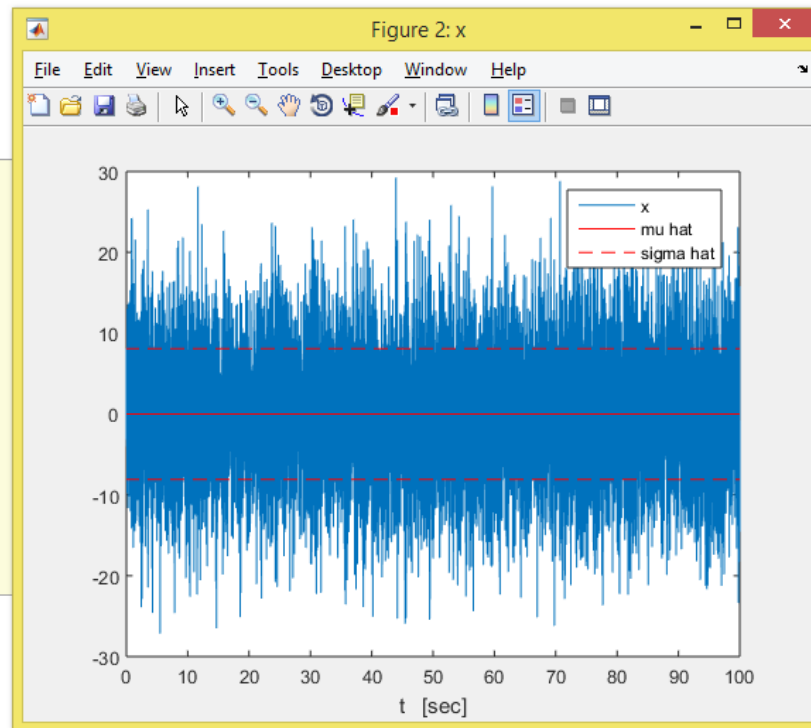 Figure 2: x
File Edit View Insert Tools Desktop Window Help
30
20
10
0
-10
-20
-30
x
mu hat
sigma hat
0 10 20 30 40 50 60 70 80 90 100
t [sec]